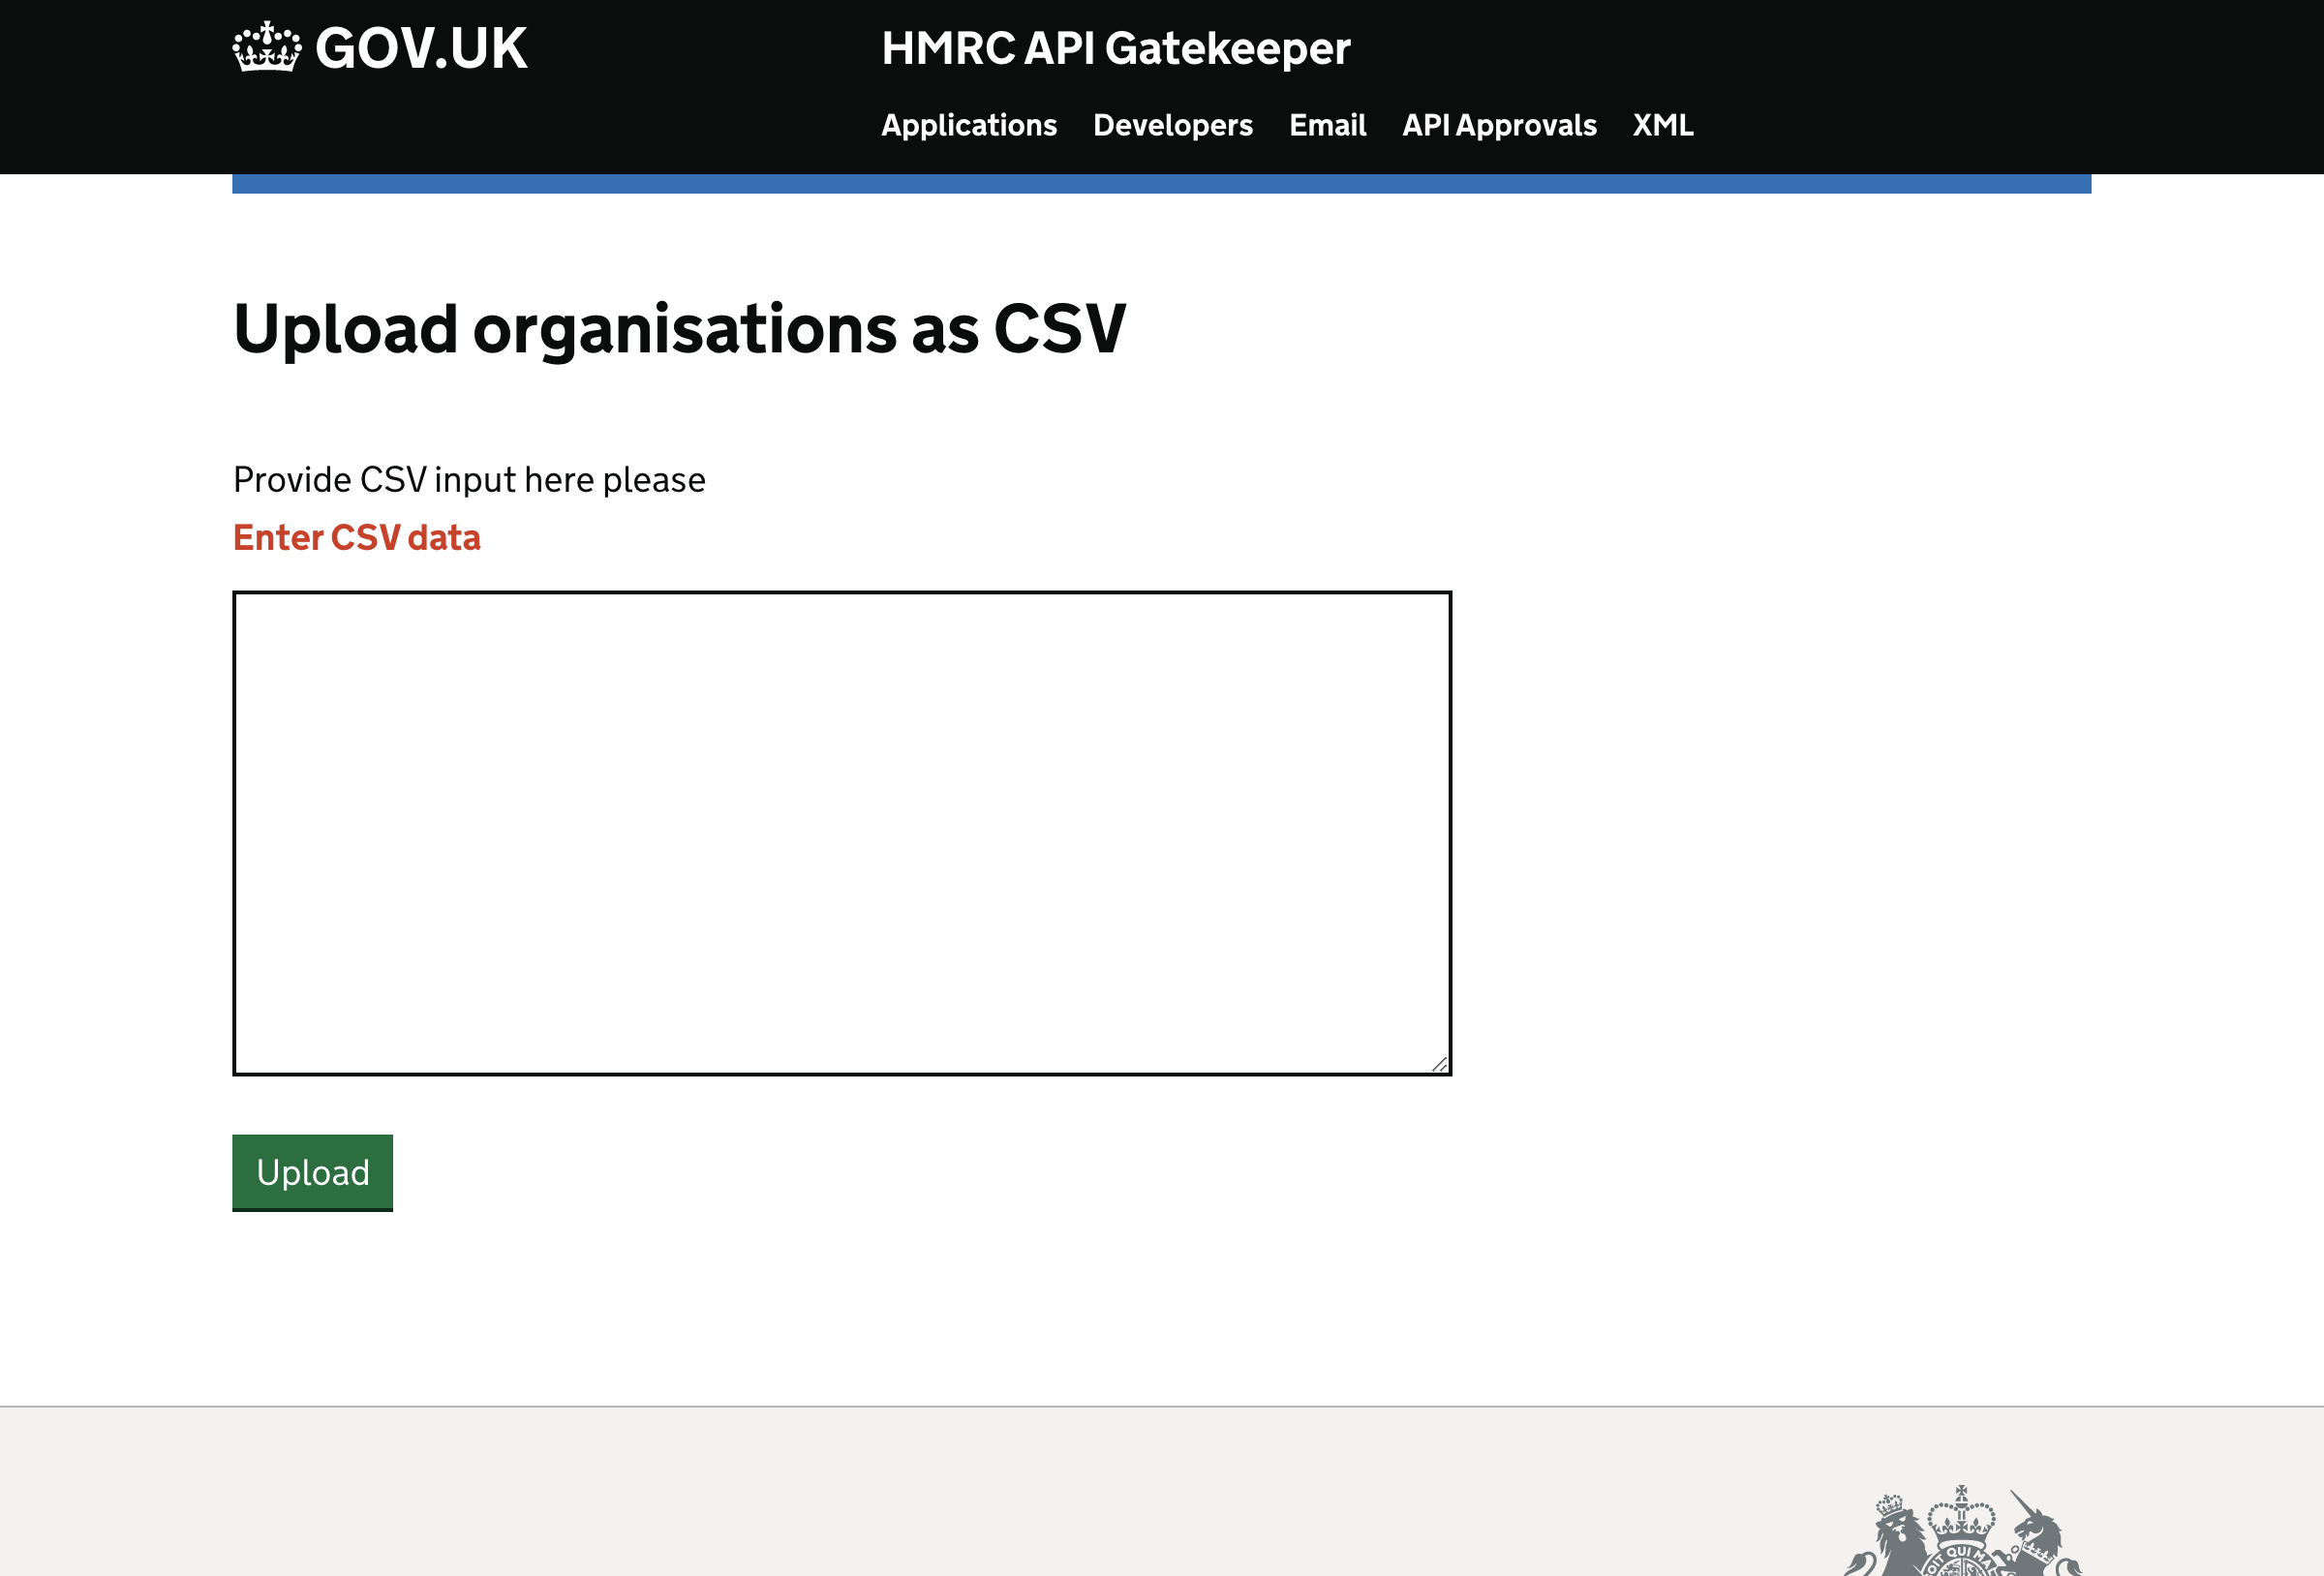 GOV.UK
HMRC API Gatekeeper
Applications Developers Email API Approvals XML
Upload organisations as CSV
Provide CSV input here please
Enter CSV data
Upload
QUI